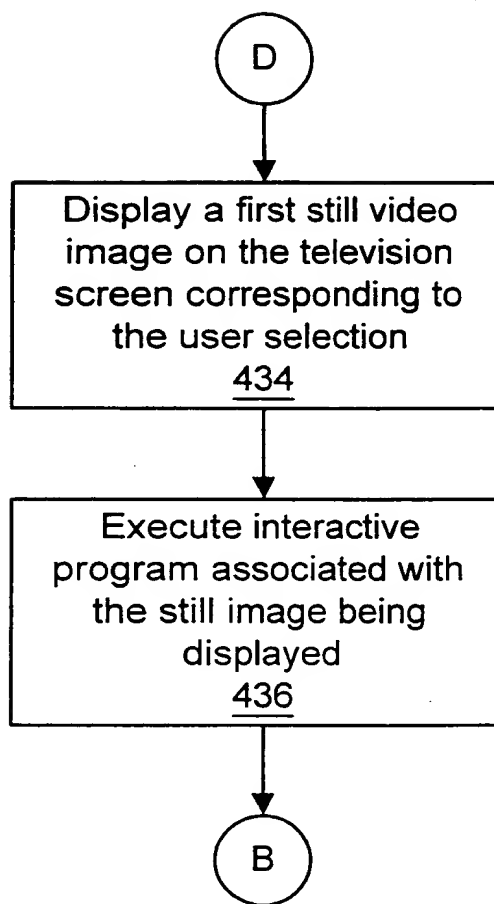 D
Display a first still video
image on the television
screen corresponding to
the user selection
434
Execute interactive
program associated with
the still image being
displayed
436
B